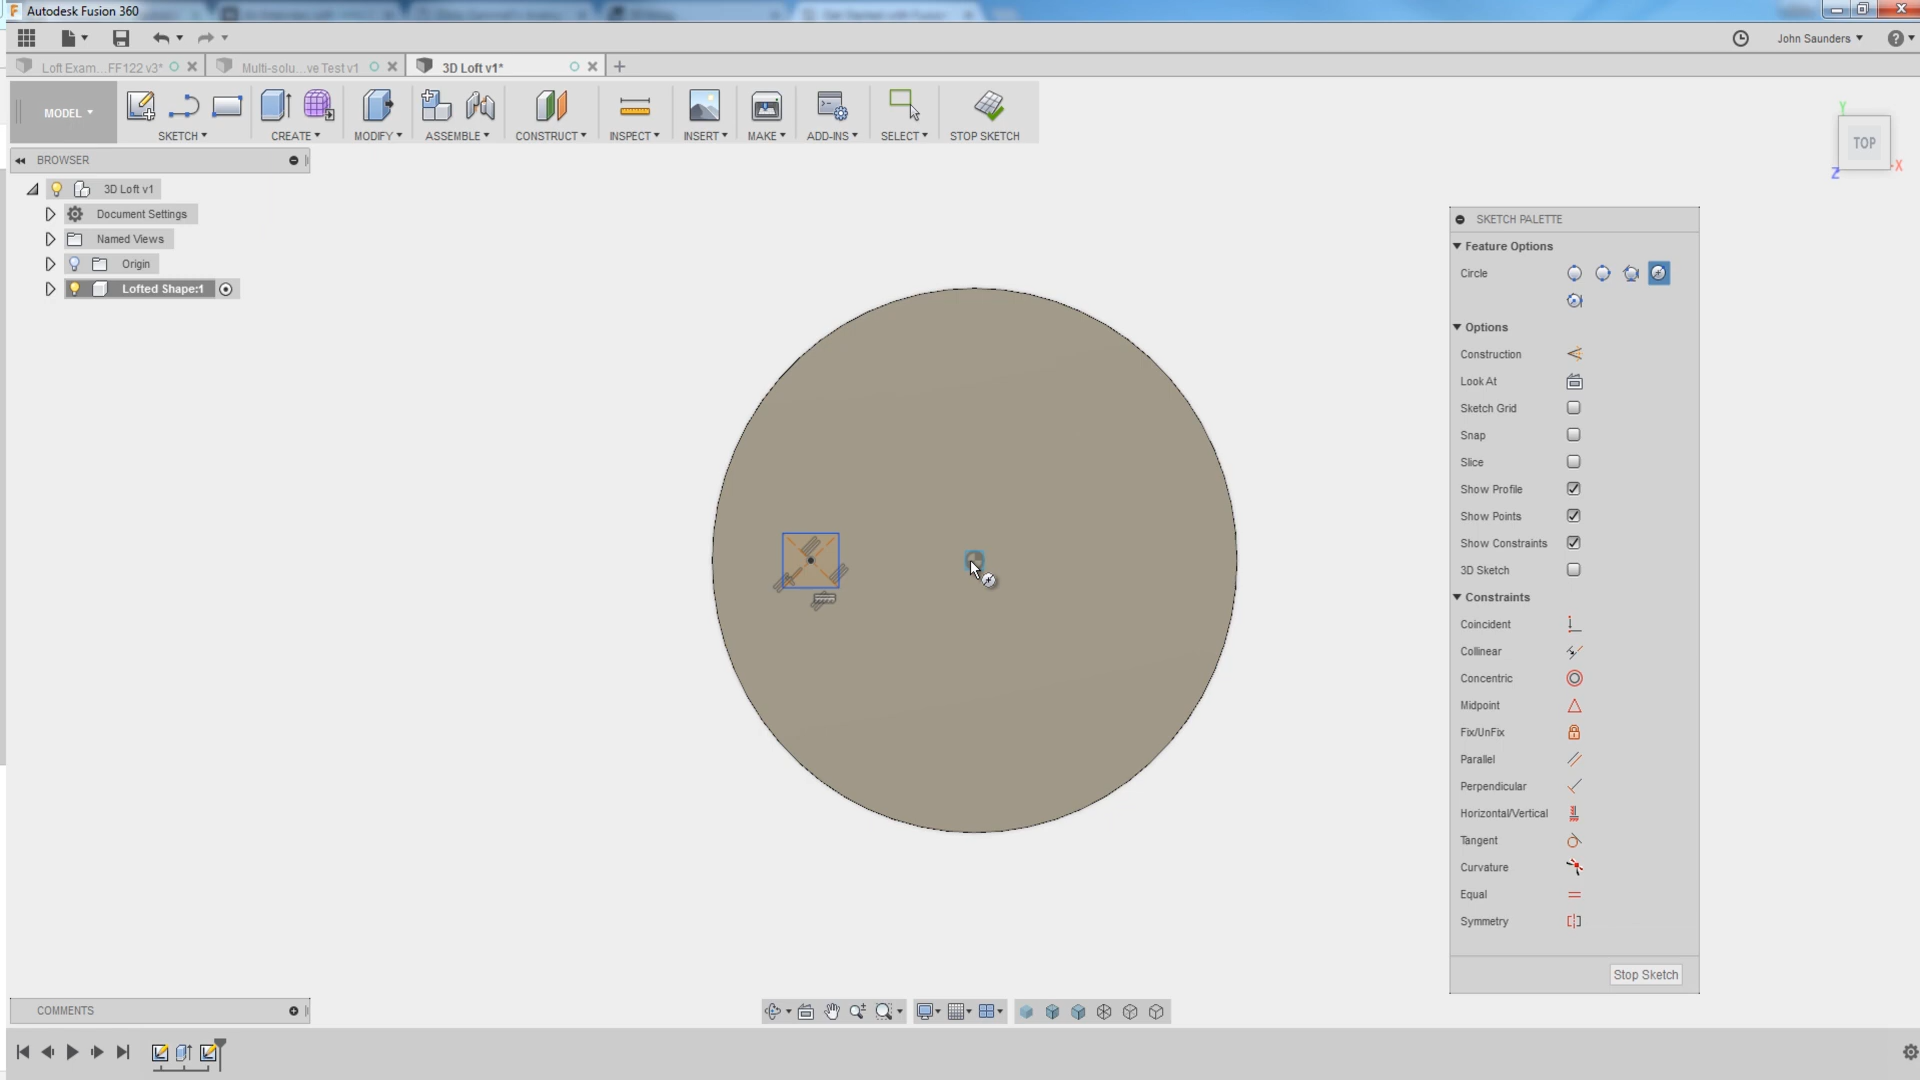 Autodesk Fusion 360
John Saunders
Loft Exam...FF122 v3*
Multi-solu...ve Test v1
3D Loft v1*
MODEL
SKETCH
CREATE
MODIFY
ASSEMBLE
CONSTRUCT
INSPECT
INSERT
MAKE
ADD-INS
SELECT
STOP SKETCH
BROWSER
3D Loft v1
Document Settings
Named Views
Origin
Lofted Shape:1
Y
TOP
X
Z
SKETCH PALETTE
Feature Options
Circle
Options
Construction
Look At
Sketch Grid
Snap
Slice
Show Profile
Show Points
Show Constraints
3D Sketch
Constraints
Coincident
Collinear
Concentric
Midpoint
Fix/UnFix
Parallel
Perpendicular
Horizontal/Vertical
Tangent
Curvature
Equal
Symmetry
Stop Sketch
COMMENTS